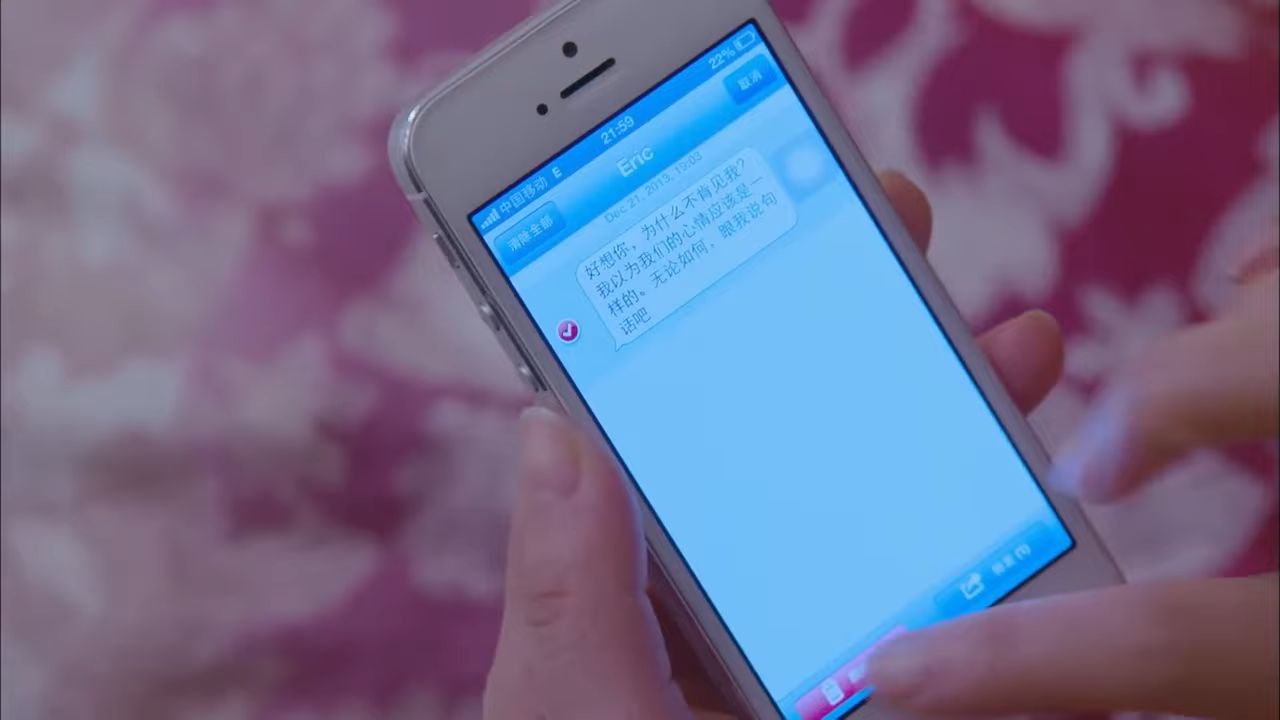 中国移动 E 21:59 22%
清除全部 Eric 取消
Dec 21, 2013, 19:03
好想你，为什么不肯见我？
我以为我们的心情应该是一
样的。无论如何，跟我说句
话吧